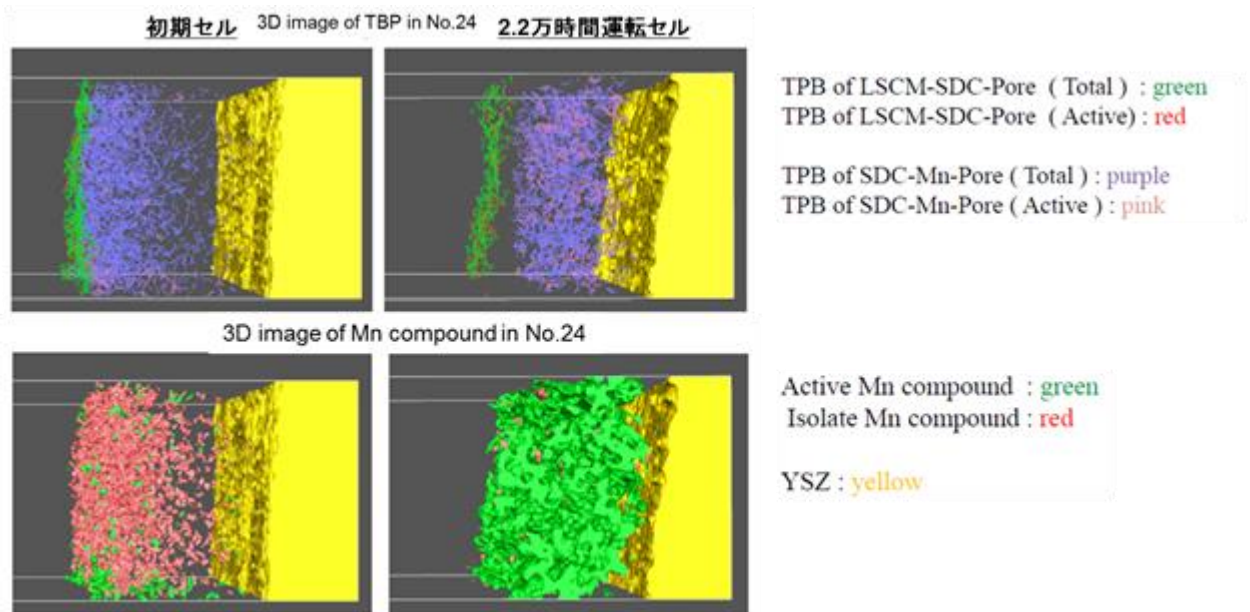 初期セル 3D image of TBP in No.24 2.2万時間運転セル
TPB of LSCM-SDC-Pore ( Total ) : green
TPB of LSCM-SDC-Pore ( Active) : red
TPB of SDC-Mn-Pore ( Total ) : purple
TPB of SDC-Mn-Pore ( Active ) : pink
3D image of Mn compound in No.24
Active Mn compound : green
Isolate Mn compound : red
YSZ : yellow